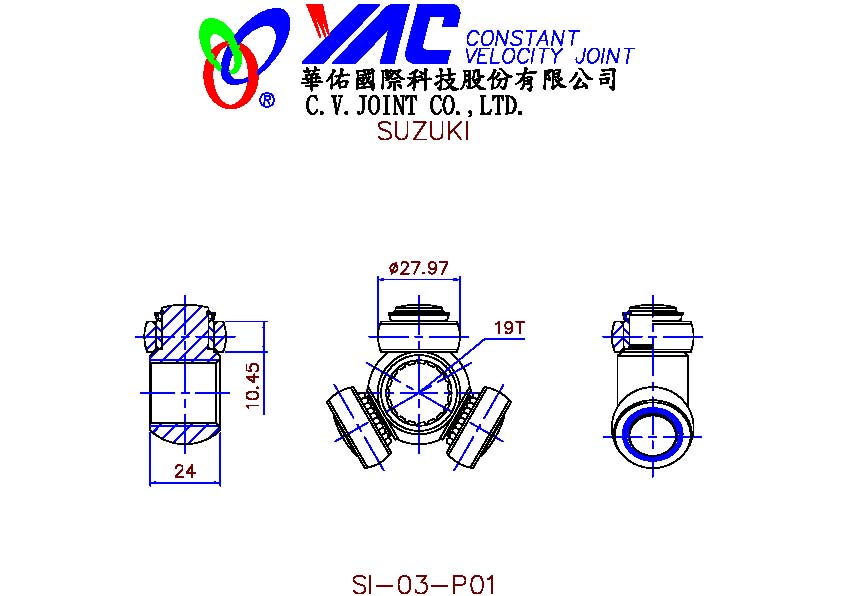 YAC CONSTANT
VELOCITY JOINT
®
華佑國際科技股份有限公司
C.V.JOINT CO.,LTD.
SUZUKI
ø27.97
19T
10.45
24
SI-03-P01